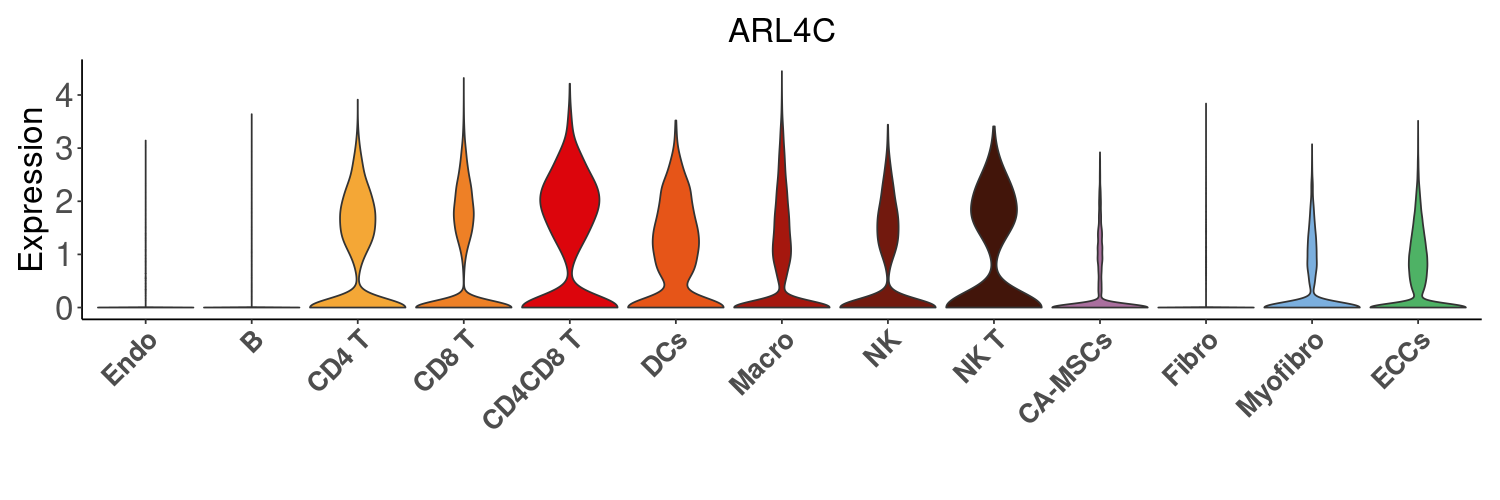 ARL4C
Expression
4
3
2
1
0
Endo
B
CD4 T
CD8 T
CD4CD8 T
DCs
Macro
NK
NK T
CA-MSCs
Fibro
Myofibro
ECCs